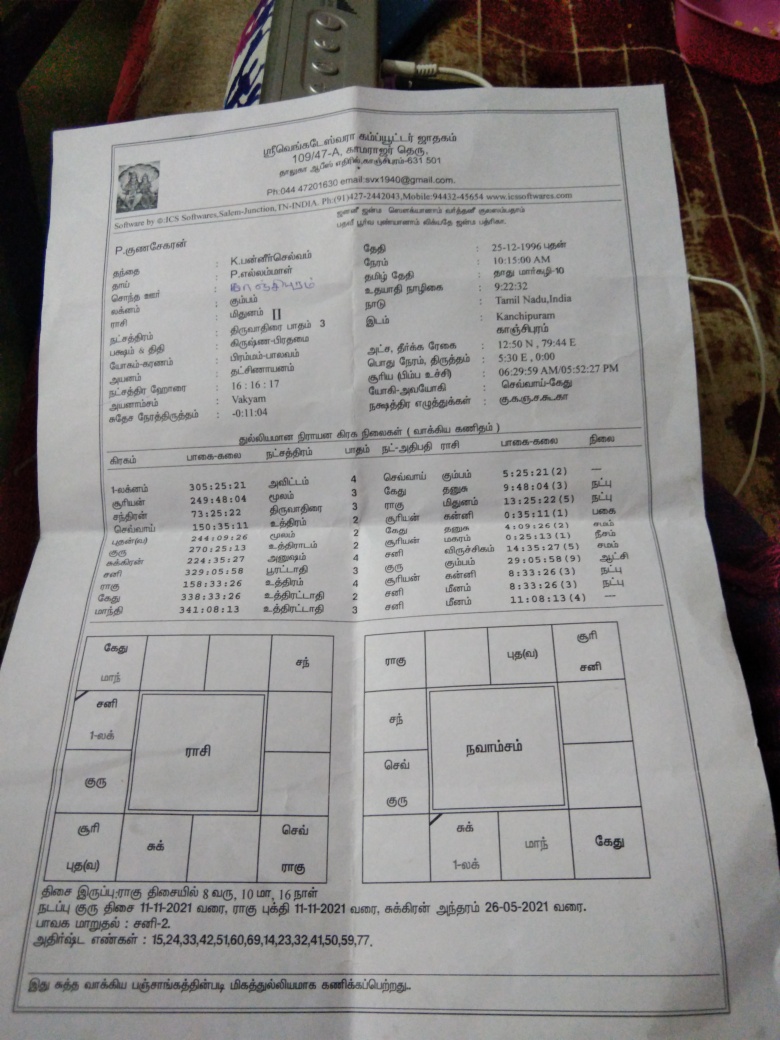 ஸ்ரீவெங்கடேஸ்வரா கம்ப்யூட்டர் ஜாதகம்
109/47-A, காமராஜர் தெரு,
தாலுகா ஆபீஸ் எதிரில்,காஞ்சிபுரம்-631 501
Ph:044 47201630 email:svx1940@gmail.com.
Software by ©:ICS Softwares,Salem-Junction,TN-INDIA. Ph:(91)427-2442043,Mobile:94432-45654 www.icssoftwares.com
ஜனனீ ஜன்ம ஸௌக்யானாம் வர்த்தனீ குலஸம்பதாம்
பதவீ பூர்வ புண்யானாம் லிக்யதே ஜன்ம பத்ரிகா.
P.குணசேகரன்
தந்தை : K.பன்னீர்செல்வம்
தாய் : P.எல்லம்மாள்
சொந்த ஊர் : காஞ்சிபுரம்
லக்னம் : கும்பம்
ராசி : மிதுனம் II
நட்சத்திரம் : திருவாதிரை பாதம் 3
பக்ஷம் & திதி : கிருஷ்ண-பிரதமை
யோகம்-கரணம் : பிரம்மம்-பாலவம்
அயனம் : தட்சிணாயனம்
நட்சத்திர ஹோரை : 16 : 16 : 17
அயனாம்சம் : Vakyam
சுதேச நேரத்திருத்தம் : -0:11:04
தேதி : 25-12-1996 புதன்
நேரம் : 10:15:00 AM
தமிழ் தேதி : தாது மார்கழி-10
உதயாதி நாழிகை : 9:22:32
நாடு : Tamil Nadu,India
இடம் : Kanchipuram
காஞ்சிபுரம்
அட்ச, தீர்க்க ரேகை : 12:50 N , 79:44 E
பொது நேரம், திருத்தம் : 5:30 E , 0:00
சூரிய (பிம்ப உச்சி) : 06:29:59 AM/05:52:27 PM
யோகி-அவயோகி : செவ்வாய்-கேது
நக்ஷத்திர எழுத்துக்கள் : கு.க.ஞ.ச.கூ.கா
துல்லியமான நிராயன கிரக நிலைகள் ( வாக்கிய கணிதம் )
கிரகம் பாகை-கலை நட்சத்திரம் பாதம் நட்-அதிபதி ராசி பாகை-கலை நிலை
1-லக்னம் 305:25:21 அவிட்டம் 4 செவ்வாய் கும்பம் 5:25:21 (2) ---
சூரியன் 249:48:04 மூலம் 3 கேது தனுசு 9:48:04 (3) நட்பு
சந்திரன் 73:25:22 திருவாதிரை 3 ராகு மிதுனம் 13:25:22 (5) நட்பு
செவ்வாய் 150:35:11 உத்திரம் 2 சூரியன் கன்னி 0:35:11 (1) பகை
புதன்(வ) 244:09:26 மூலம் 2 கேது தனுசு 4:09:26 (2) சமம்
குரு 270:25:13 உத்திராடம் 2 சூரியன் மகரம் 0:25:13 (1) நீசம்
சுக்கிரன் 224:35:27 அனுஷம் 4 சனி விருச்சிகம் 14:35:27 (5) சமம்
சனி 329:05:58 பூரட்டாதி 3 குரு கும்பம் 29:05:58 (9) ஆட்சி
ராகு 158:33:26 உத்திரம் 4 சூரியன் கன்னி 8:33:26 (3) நட்பு
கேது 338:33:26 உத்திரட்டாதி 2 சனி மீனம் 8:33:26 (3) நட்பு
மாந்தி 341:08:13 உத்திரட்டாதி 3 சனி மீனம் 11:08:13 (4) ---
கேது
மாந்
சந்
சனி
1-லக்
ராசி
குரு
சூரி
புத(வ)
சுக்
செவ்
ராகு
ராகு
புத(வ)
சூரி
சனி
சந்
நவாம்சம்
செவ்
குரு
சுக்
1-லக்
மாந்
கேது
திசை இருப்பு:ராகு திசையில் 8 வரு, 10 மா, 16 நாள்
நடப்பு குரு திசை 11-11-2021 வரை, ராகு புக்தி 11-11-2021 வரை, சுக்கிரன் அந்தரம் 26-05-2021 வரை.
பாவக மாறுதல் : சனி-2.
அதிர்ஷ்ட எண்கள் : 15,24,33,42,51,60,69,14,23,32,41,50,59,77.
இது சுத்த வாக்கிய பஞ்சாங்கத்தின்படி மிகத்துல்லியமாக கணிக்கப்பெற்றது..